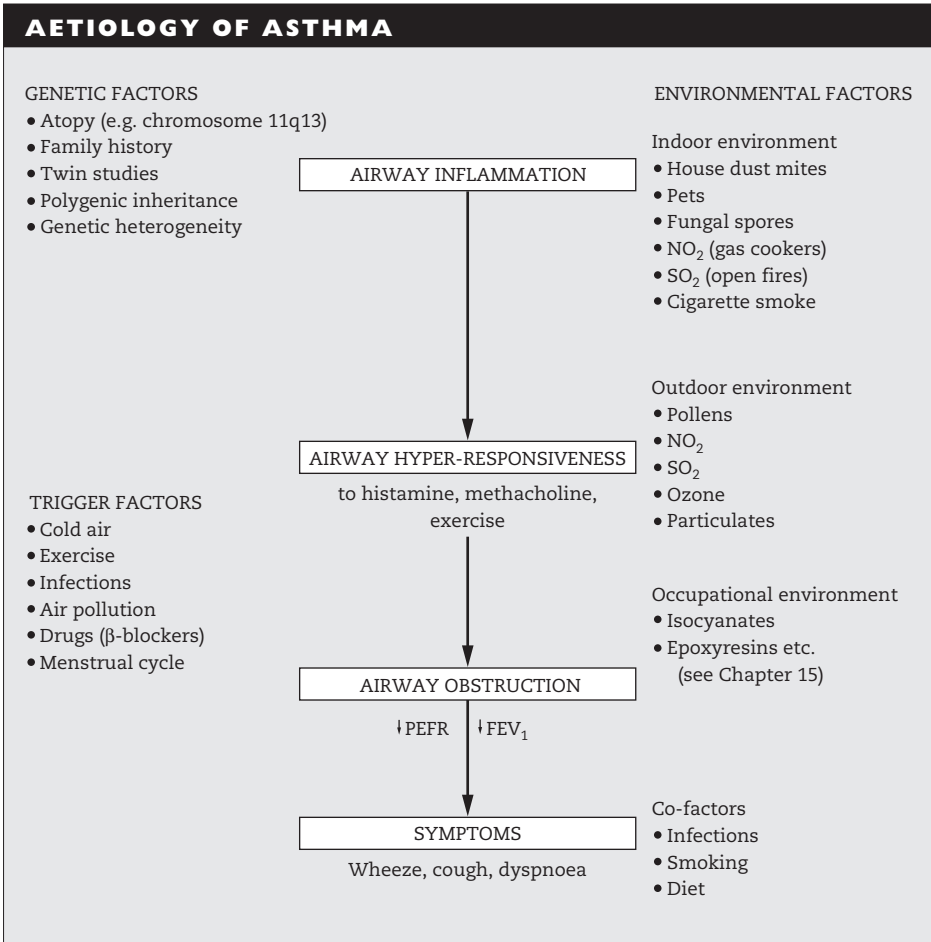 AETIOLOGY OF ASTHMA
GENETIC FACTORS
• Atopy (e.g. chromosome 11q13)
• Family history
• Twin studies
• Polygenic inheritance
• Genetic heterogeneity
TRIGGER FACTORS
• Cold air
• Exercise
• Infections
• Air pollution
• Drugs (β-blockers)
• Menstrual cycle
AIRWAY INFLAMMATION
AIRWAY HYPER-RESPONSIVENESS
to histamine, methacholine,
exercise
AIRWAY OBSTRUCTION
↓PEFR ↓FEV₁
SYMPTOMS
Wheeze, cough, dyspnoea
ENVIRONMENTAL FACTORS
Indoor environment
• House dust mites
• Pets
• Fungal spores
• NO₂ (gas cookers)
• SO₂ (open fires)
• Cigarette smoke
Outdoor environment
• Pollens
• NO₂
• SO₂
• Ozone
• Particulates
Occupational environment
• Isocyanates
• Epoxyresins etc.
(see Chapter 15)
Co-factors
• Infections
• Smoking
• Diet